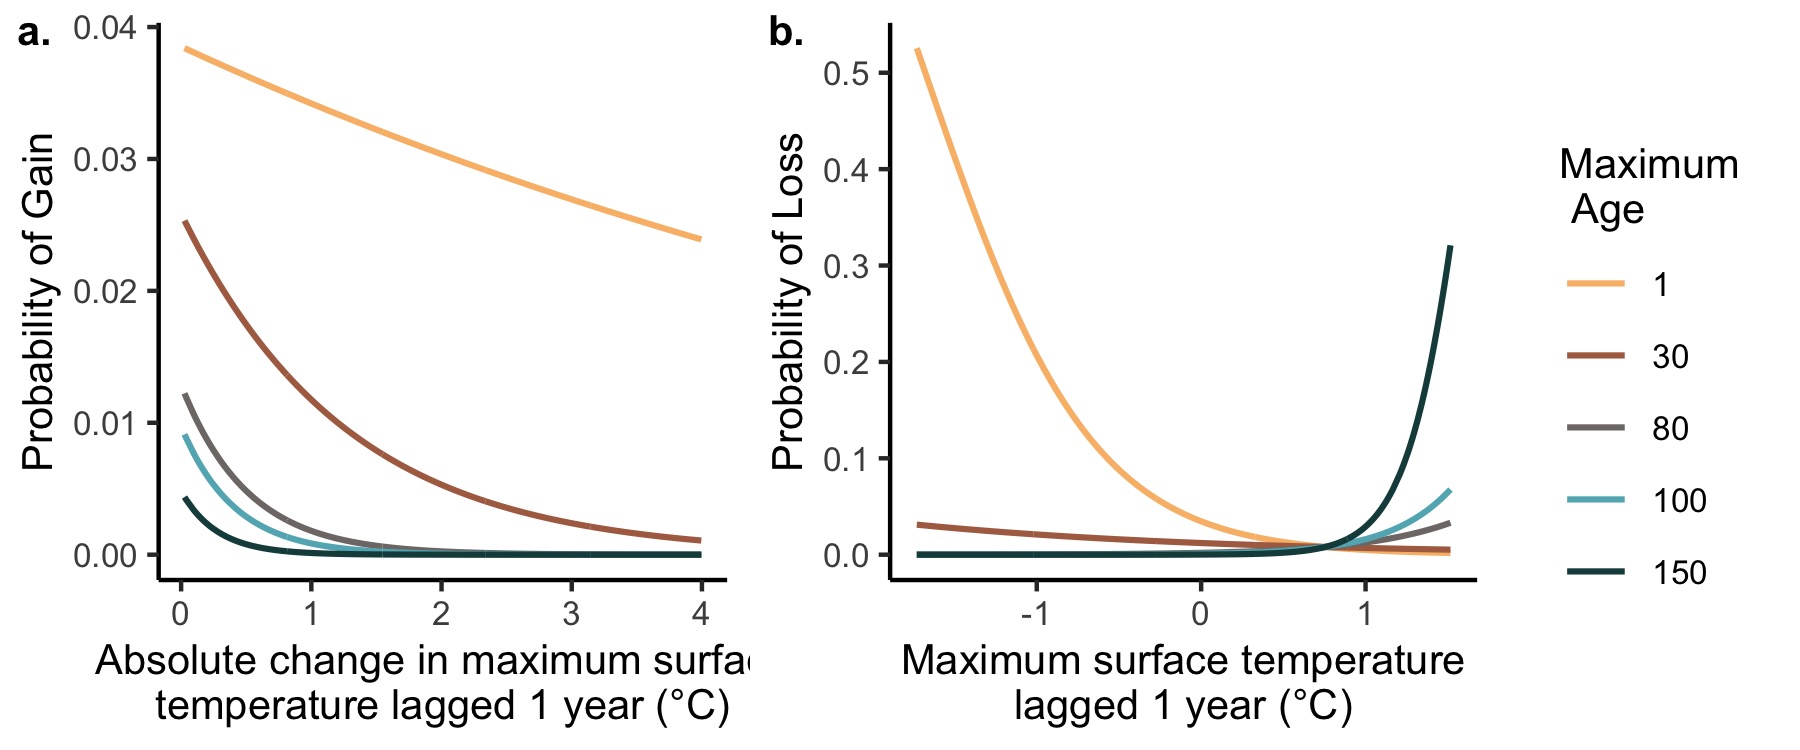 a.
Probability of Gain
0.04
0.03
0.02
0.01
0.00
0
1
2
3
4
Absolute change in maximum surfac
temperature lagged 1 year (°C)
b.
Probability of Loss
0.5
0.4
0.3
0.2
0.1
0.0
-1
0
1
Maximum surface temperature
lagged 1 year (°C)
Maximum
Age
1
30
80
100
150